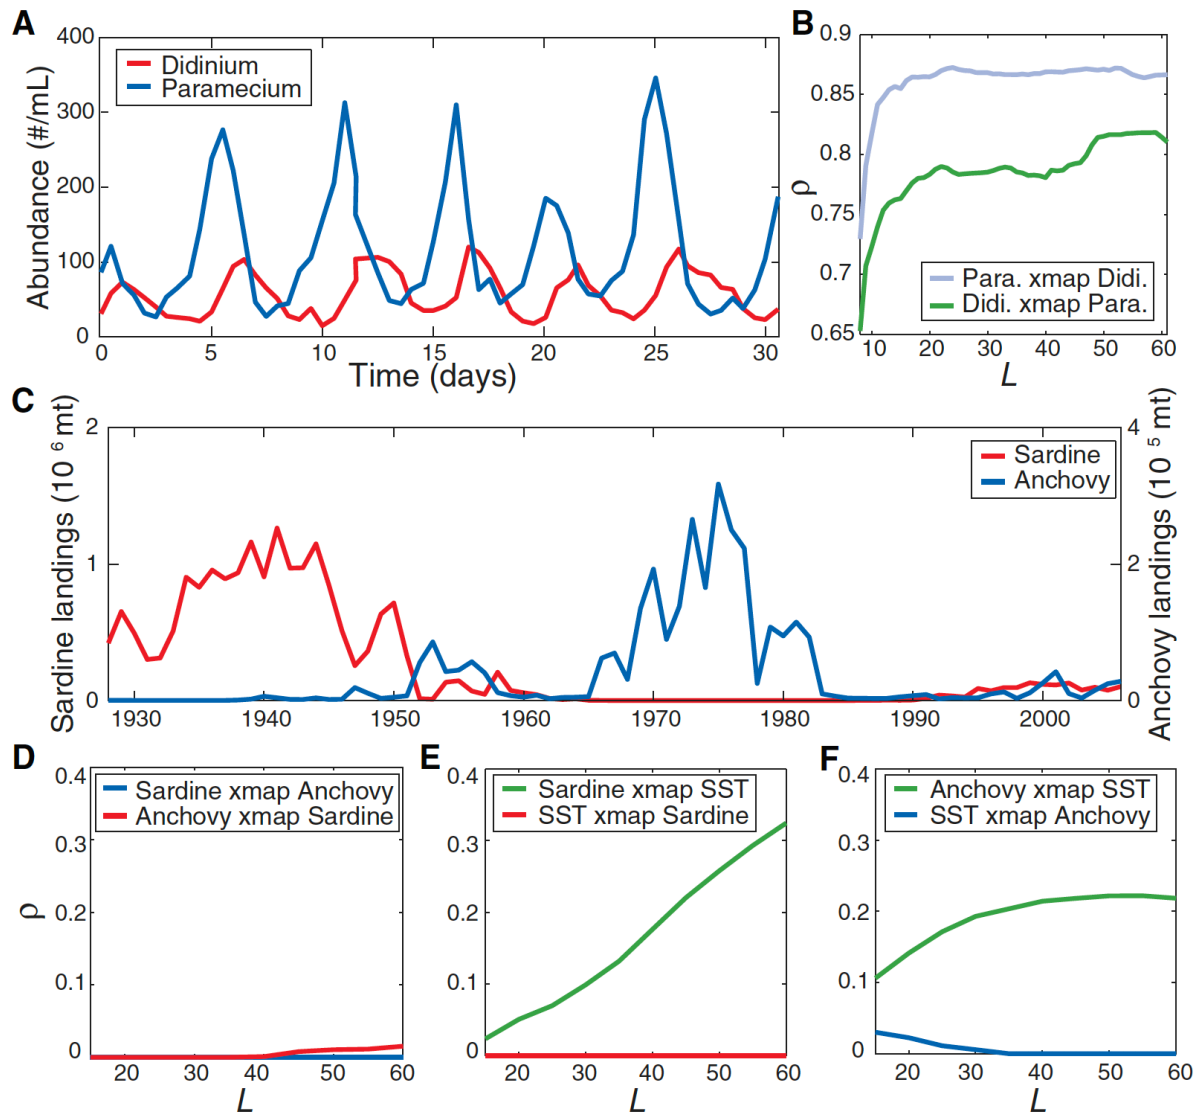 A
Abundance (#/mL)
400
300
200
100
0
Didinium
Paramecium
0 5 10 15 20 25 30
Time (days)
B
ρ
0.9
0.85
0.8
0.75
0.7
0.65
Para. xmap Didi.
Didi. xmap Para.
10 20 30 40 50 60
L
C
Sardine landings (10 6 mt)
2
1
0
Sardine
Anchovy
4
2
0
Anchovy landings (10 5 mt)
1930 1940 1950 1960 1970 1980 1990 2000
D
ρ
0.4
0.3
0.2
0.1
0
Sardine xmap Anchovy
Anchovy xmap Sardine
20 30 40 50 60
L
E
0.4
0.3
0.2
0.1
0
Sardine xmap SST
SST xmap Sardine
20 30 40 50 60
L
F
0.4
0.3
0.2
0.1
0
Anchovy xmap SST
SST xmap Anchovy
20 30 40 50 60
L